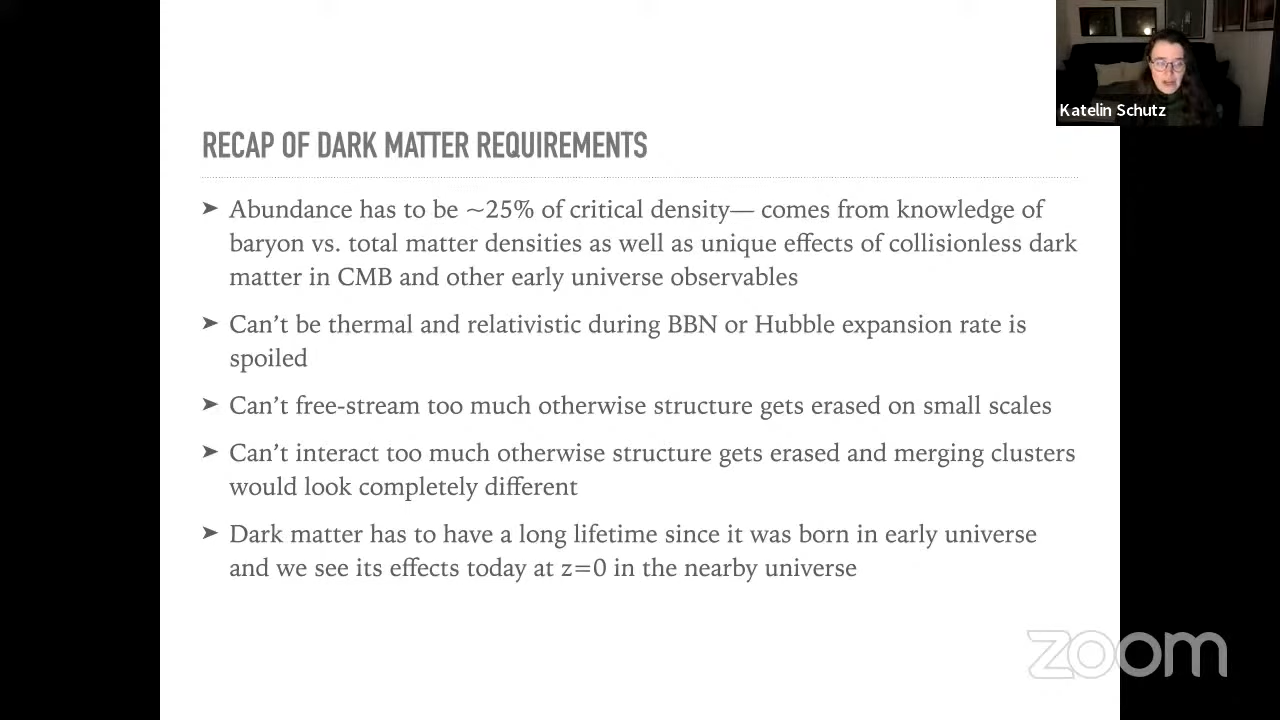 Katelin Schutz
RECAP OF DARK MATTER REQUIREMENTS
➤ Abundance has to be ~25% of critical density— comes from knowledge of
baryon vs. total matter densities as well as unique effects of collisionless dark
matter in CMB and other early universe observables
➤ Can’t be thermal and relativistic during BBN or Hubble expansion rate is
spoiled
➤ Can’t free-stream too much otherwise structure gets erased on small scales
➤ Can’t interact too much otherwise structure gets erased and merging clusters
would look completely different
➤ Dark matter has to have a long lifetime since it was born in early universe
and we see its effects today at z=0 in the nearby universe
zoom